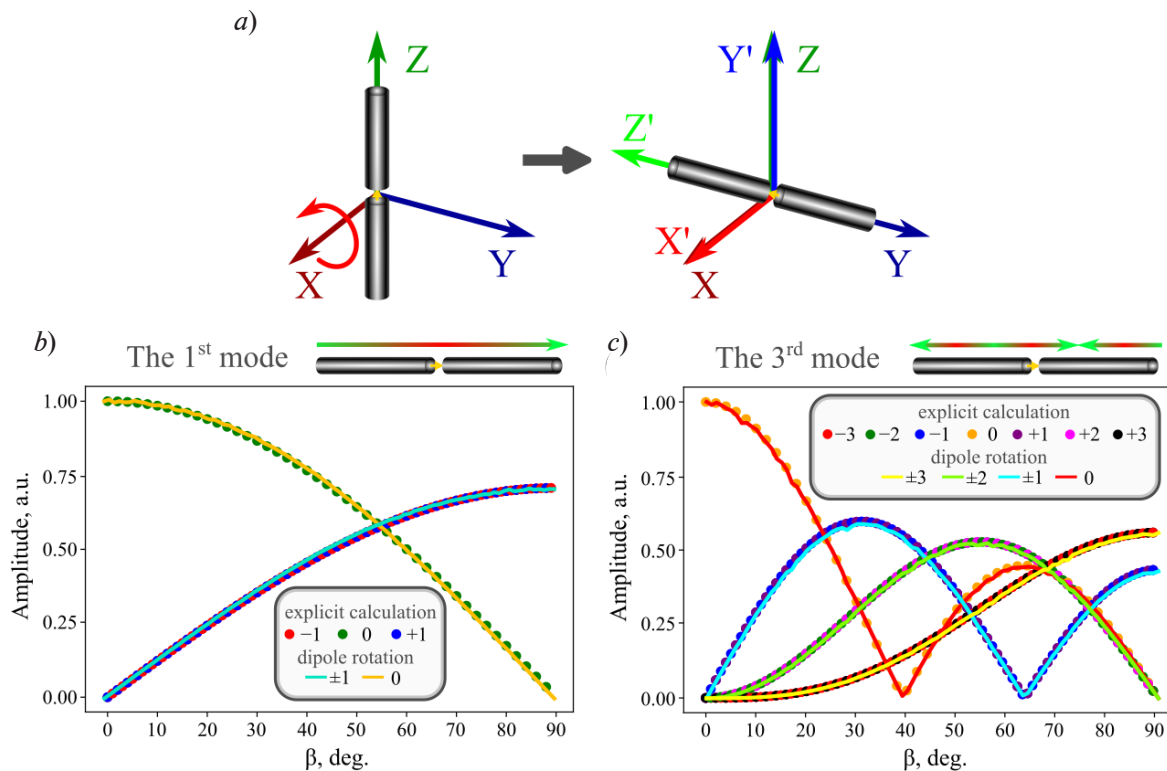 a)
Z
Y
X
Y'
Z
Z'
X'
X
Y
b)
The 1st mode
Amplitude, a.u.
1.00
0.75
0.50
0.25
0.00
explicit calculation
−1 0 +1
dipole rotation
±1 0
0 10 20 30 40 50 60 70 80 90
β, deg.
c)
The 3rd mode
Amplitude, a.u.
1.00
0.75
0.50
0.25
0.00
explicit calculation
−3 −2 −1 0 +1 +2 +3
dipole rotation
±3 ±2 ±1 0
0 10 20 30 40 50 60 70 80 90
β, deg.